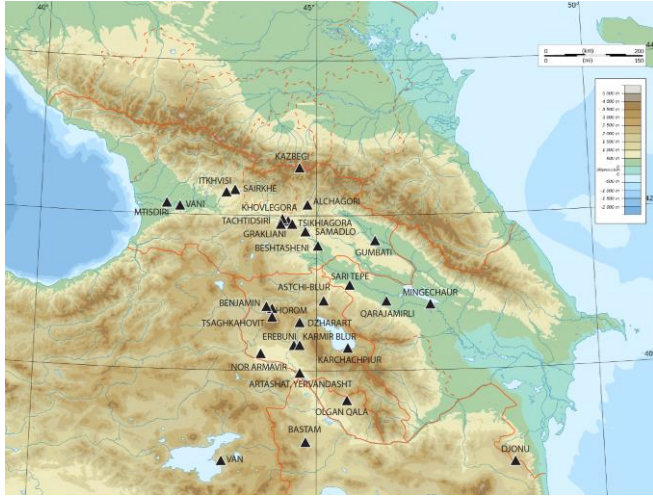 40°
45°
50°
0 (km) 200
0 (mi) 150
KAZBEGI
ITKHVISI
SAIRKHE
MTISDIRI
VANI
KHOVLEGORA
ALCHAGORI
TACHTIDSIRI
TSIKHIAGORA
GRAKLIANI
SAMADLO
BESHTASHENI
GUMBATI
SARI TEPE
ASTCHI-BLUR
MINGECHAUR
BENJAMIN
HOROM
QARAJAMIRLI
TSAGHKAHOVIT
DZHARART
EREBUNI
KARMIR BLUR
NOR ARMAVIR
KARCHACHPIUR
ARTASHAT, YERVANDASHT
OLGAN QALA
BASTAM
VAN
DJONU